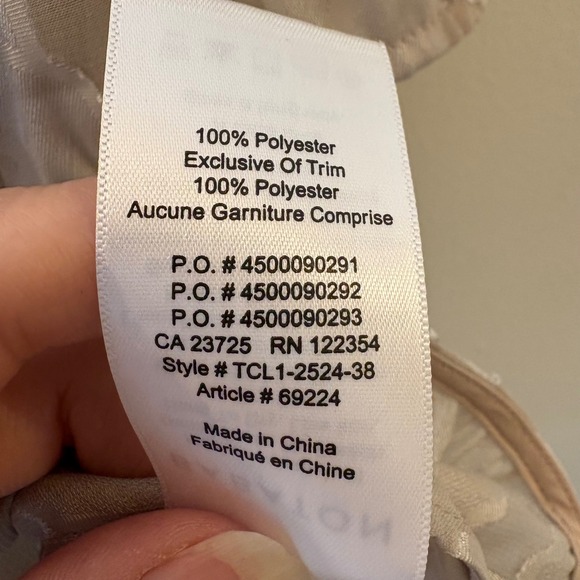 100% Polyester
Exclusive Of Trim
100% Polyester
Aucune Garniture Comprise
P.O. # 4500090291
P.O. # 4500090292
P.O. # 4500090293
CA 23725 RN 122354
Style # TCL1-2524-38
Article # 69224
Made in China
Fabriqué en Chine
BABATON